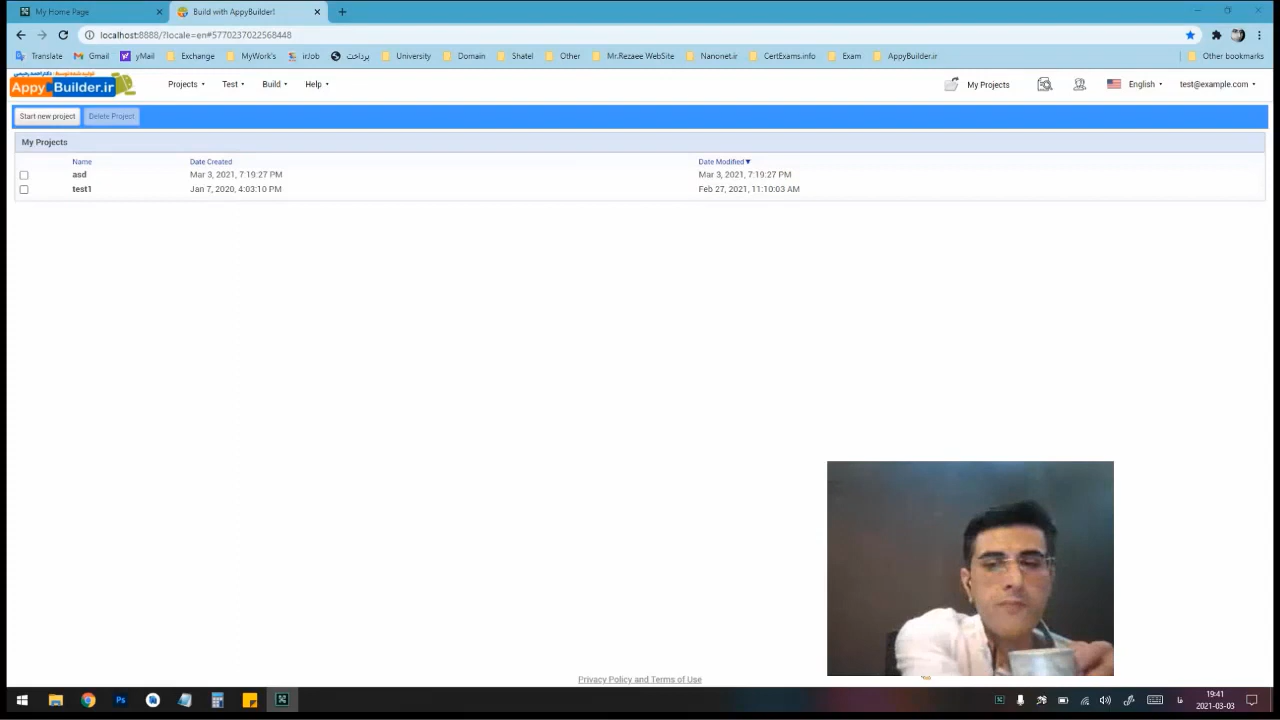 My Home Page
Build with AppyBuilder!
localhost:8888/?locale=en#5770237022568448
Translate Gmail yMail Exchange MyWork's irJob پرداخت University Domain Shatel Other Mr.Rezaee WebSite Nanonet.ir CertExams.info Exam AppyBuilder.ir Other bookmarks
AppyBuilder.ir
Projects Test Build Help My Projects English test@example.com
Start new project Delete Project
My Projects
Name Date Created Date Modified▼
asd Mar 3, 2021, 7:19:27 PM Mar 3, 2021, 7:19:27 PM
test1 Jan 7, 2020, 4:03:10 PM Feb 27, 2021, 11:10:03 AM
Privacy Policy and Terms of Use
Ps فا 19:41
2021-03-03